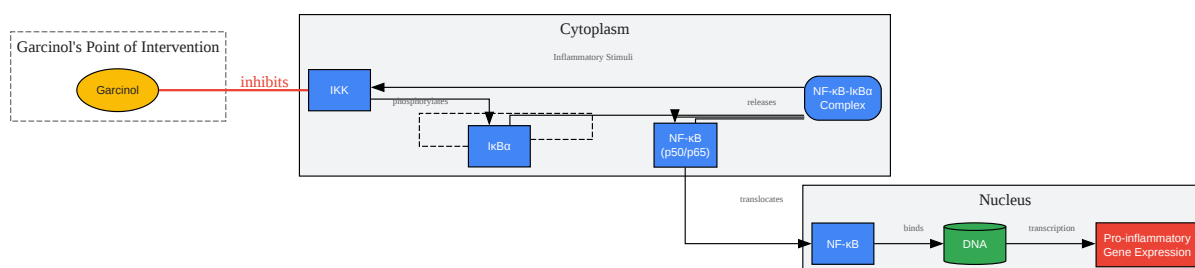 Cytoplasm
Garcinol's Point of Intervention
Inflammatory Stimuli
Garcinol
inhibits
IKK
NF-κB-IκBα
Complex
phosphorylates
releases
IκBα
NF-κB
(p50/p65)
translocates
Nucleus
NF-κB
binds
DNA
transcription
Pro-inflammatory
Gene Expression